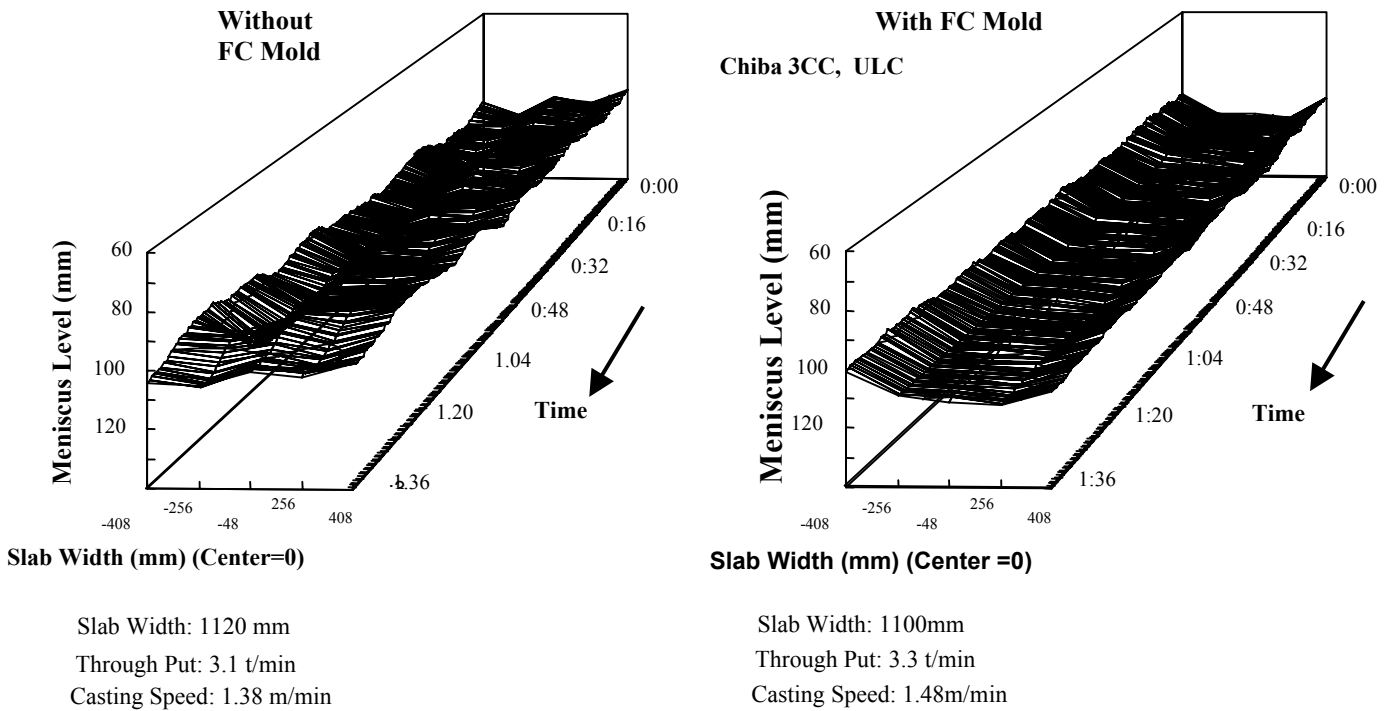 Without
FC Mold
Meniscus Level (mm)
60
80
100
120
0:00
0:16
0:32
0:48
1.04
1.20
1.36
Time
-408
-256
-48
256
408
Slab Width (mm) (Center=0)
Slab Width: 1120 mm
Through Put: 3.1 t/min
Casting Speed: 1.38 m/min
With FC Mold
Chiba 3CC, ULC
Meniscus Level (mm)
60
80
100
120
0:00
0:16
0:32
0:48
1:04
1:20
1:36
Time
-408
-256
-48
256
408
Slab Width (mm) (Center =0)
Slab Width: 1100mm
Through Put: 3.3 t/min
Casting Speed: 1.48m/min